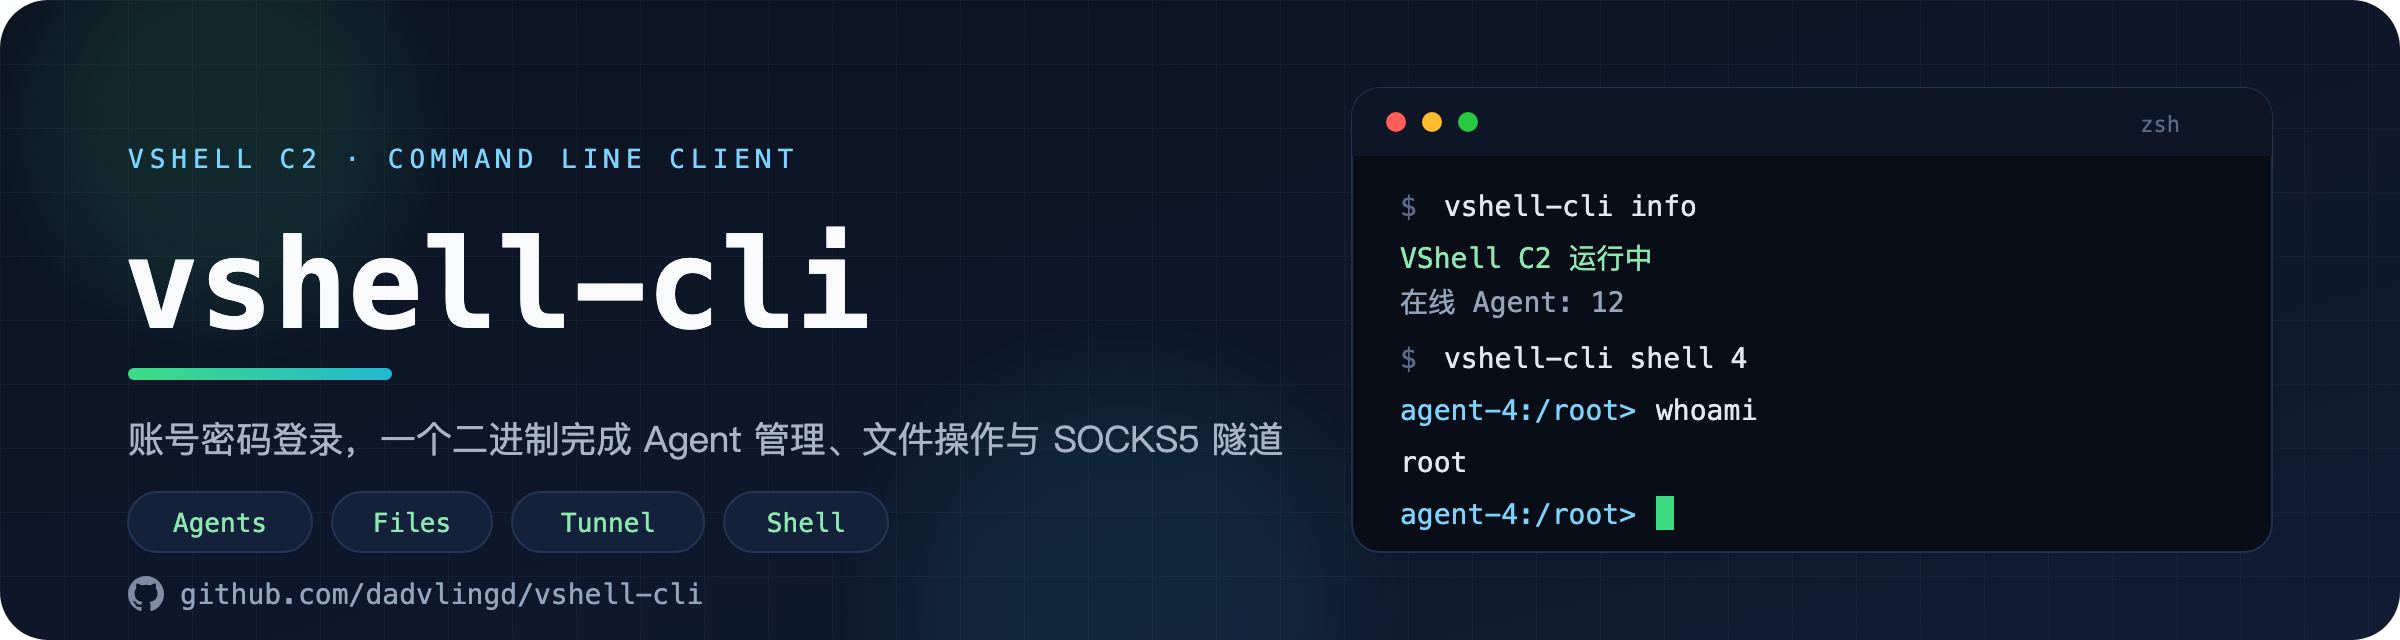 VSHELL C2 · COMMAND LINE CLIENT
vshell-cli
账号密码登录，一个二进制完成 Agent 管理、文件操作与 SOCKS5 隧道
Agents Files Tunnel Shell
github.com/dadvlingd/vshell-cli
zsh
$ vshell-cli info
VShell C2 运行中
在线 Agent: 12
$ vshell-cli shell 4
agent-4:/root> whoami
root
agent-4:/root>